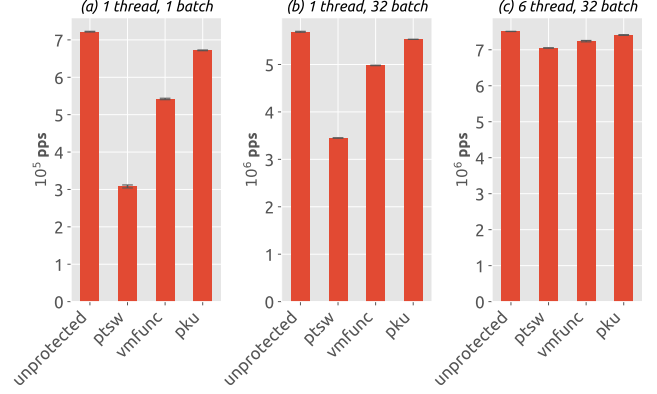 (a) 1 thread, 1 batch
10⁵ pps
7
6
5
4
3
2
1
0
unprotected
ptsw
vmfunc
pku
(b) 1 thread, 32 batch
10⁶ pps
5
4
3
2
1
0
unprotected
ptsw
vmfunc
pku
(c) 6 thread, 32 batch
10⁶ pps
7
6
5
4
3
2
1
0
unprotected
ptsw
vmfunc
pku